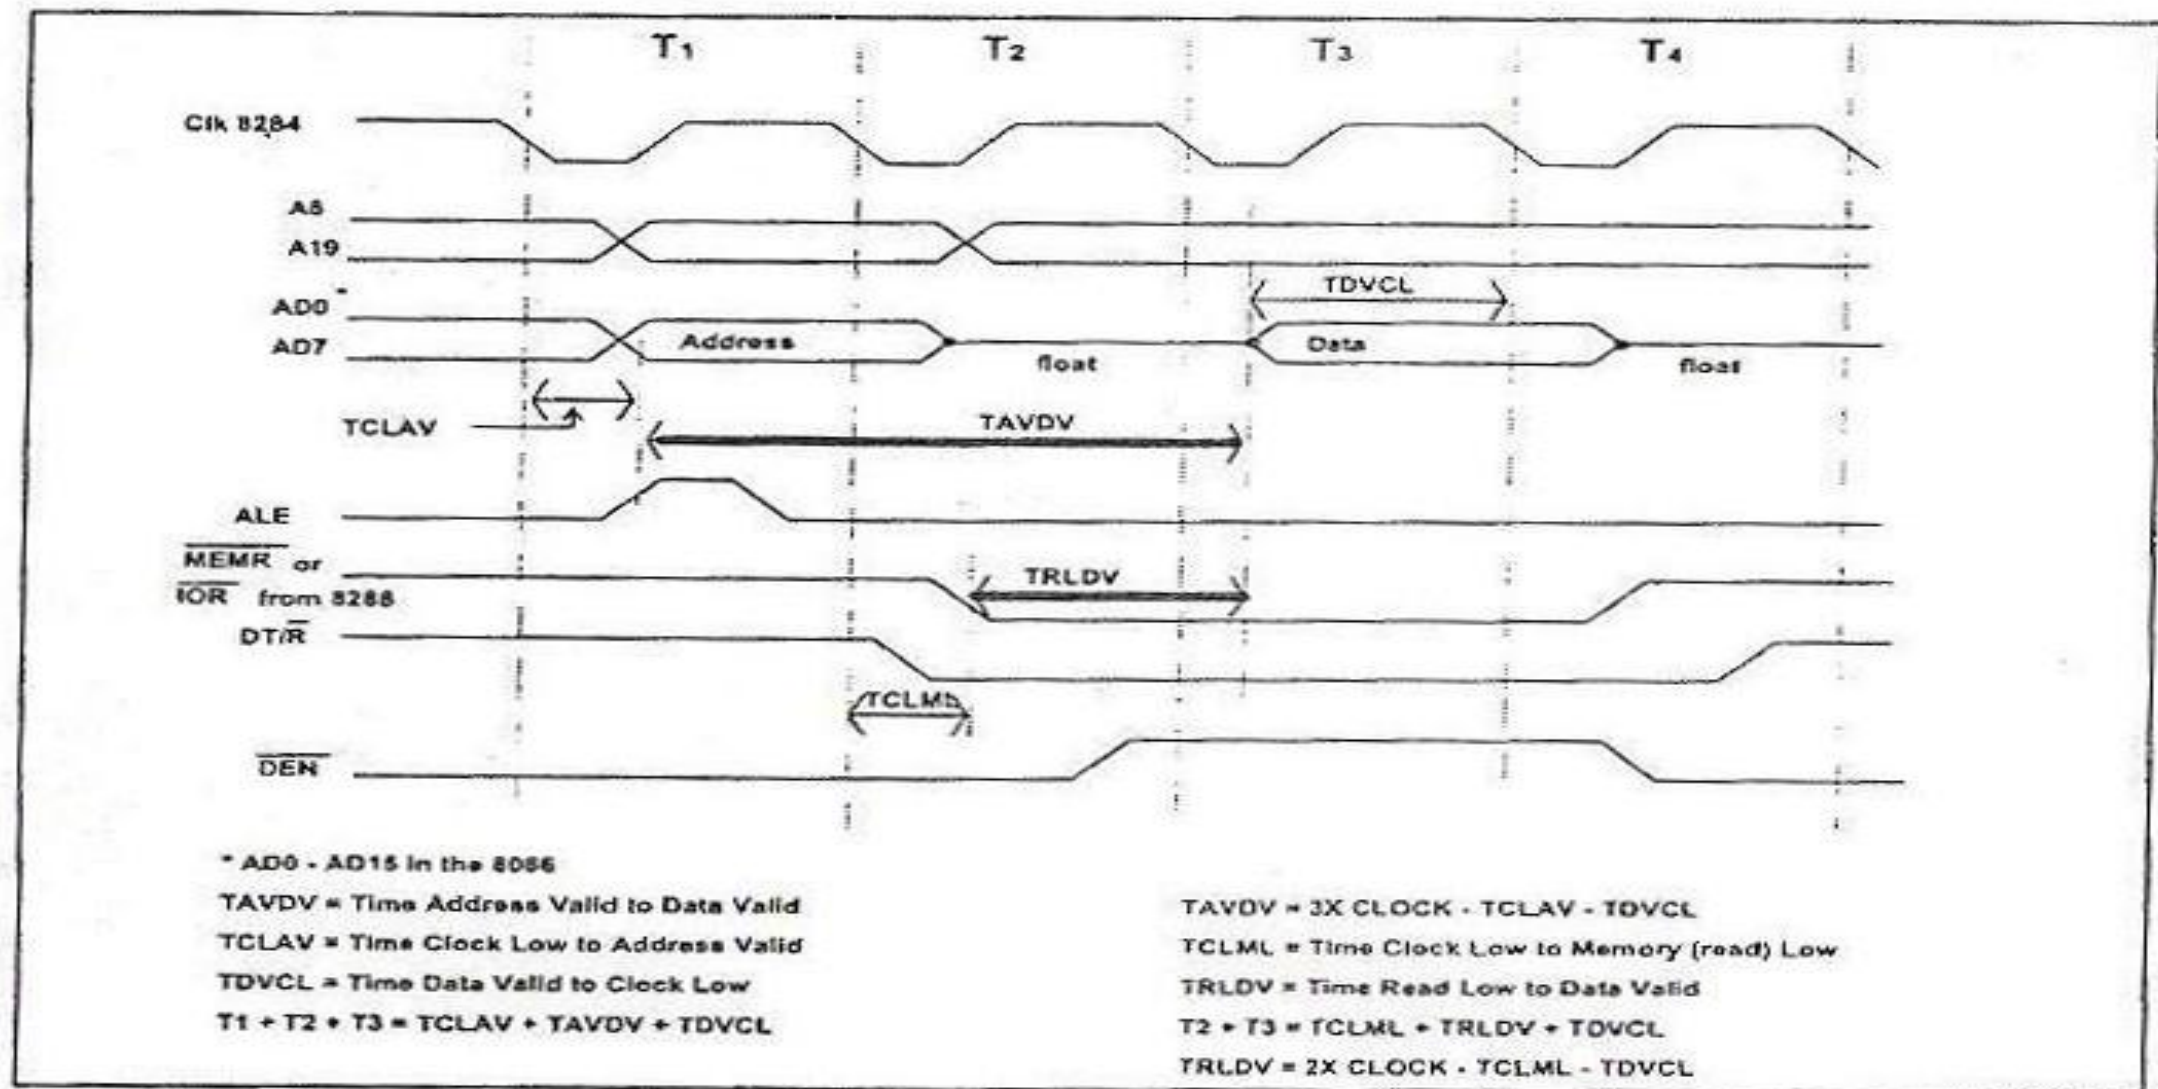 T1 T2 T3 T4
Clk 8284
A8
A19
TDVCL
AD0 *
AD7
Address
float
Data
float
TCLAV
TAVDV
ALE
MEMR or
IOR from 8288
TRLDV
DT/R
TCLML
DEN
* AD0 - AD15 in the 8086
TAVDV = Time Address Valid to Data Valid
TCLAV = Time Clock Low to Address Valid
TDVCL = Time Data Valid to Clock Low
T1 + T2 + T3 = TCLAV + TAVDV + TDVCL
TAVDV = 3X CLOCK - TCLAV - TDVCL
TCLML = Time Clock Low to Memory (read) Low
TRLDV = Time Read Low to Data Valid
T2 + T3 = TCLML + TRLDV + TDVCL
TRLDV = 2X CLOCK - TCLML - TDVCL